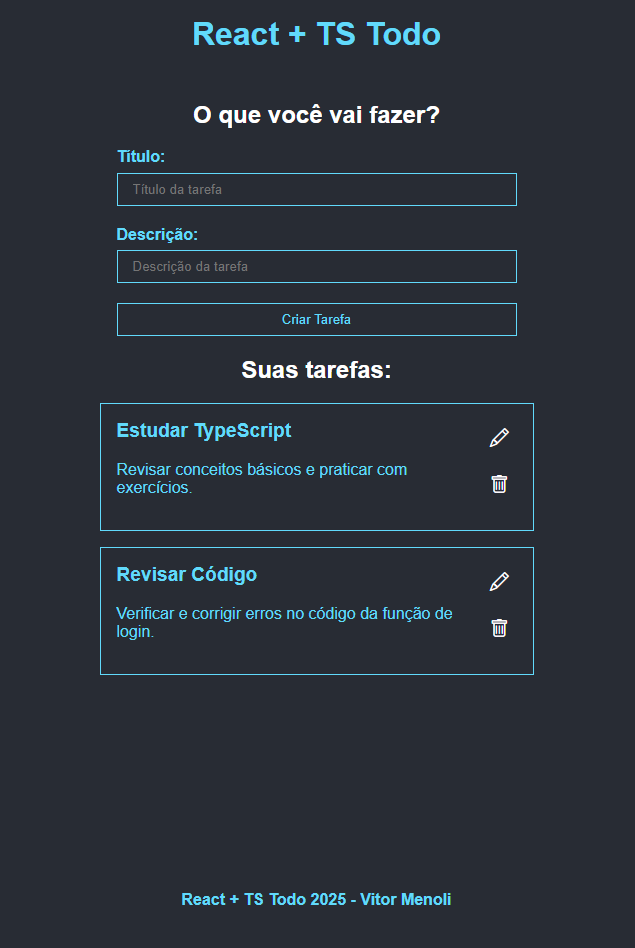 React + TS Todo
O que você vai fazer?
Título:
Título da tarefa
Descrição:
Descrição da tarefa
Criar Tarefa
Suas tarefas:
Estudar TypeScript
Revisar conceitos básicos e praticar com
exercícios.
Revisar Código
Verificar e corrigir erros no código da função de
login.
React + TS Todo 2025 - Vitor Menoli